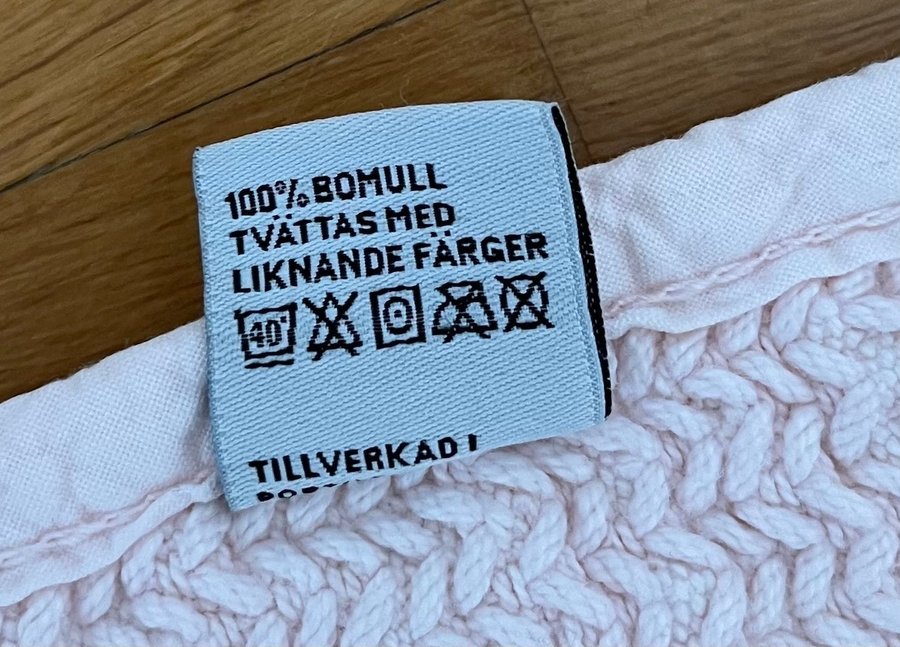 100% BOMULL
TVÄTTAS MED
LIKNANDE FÄRGER
40°
TILLVERKAD I